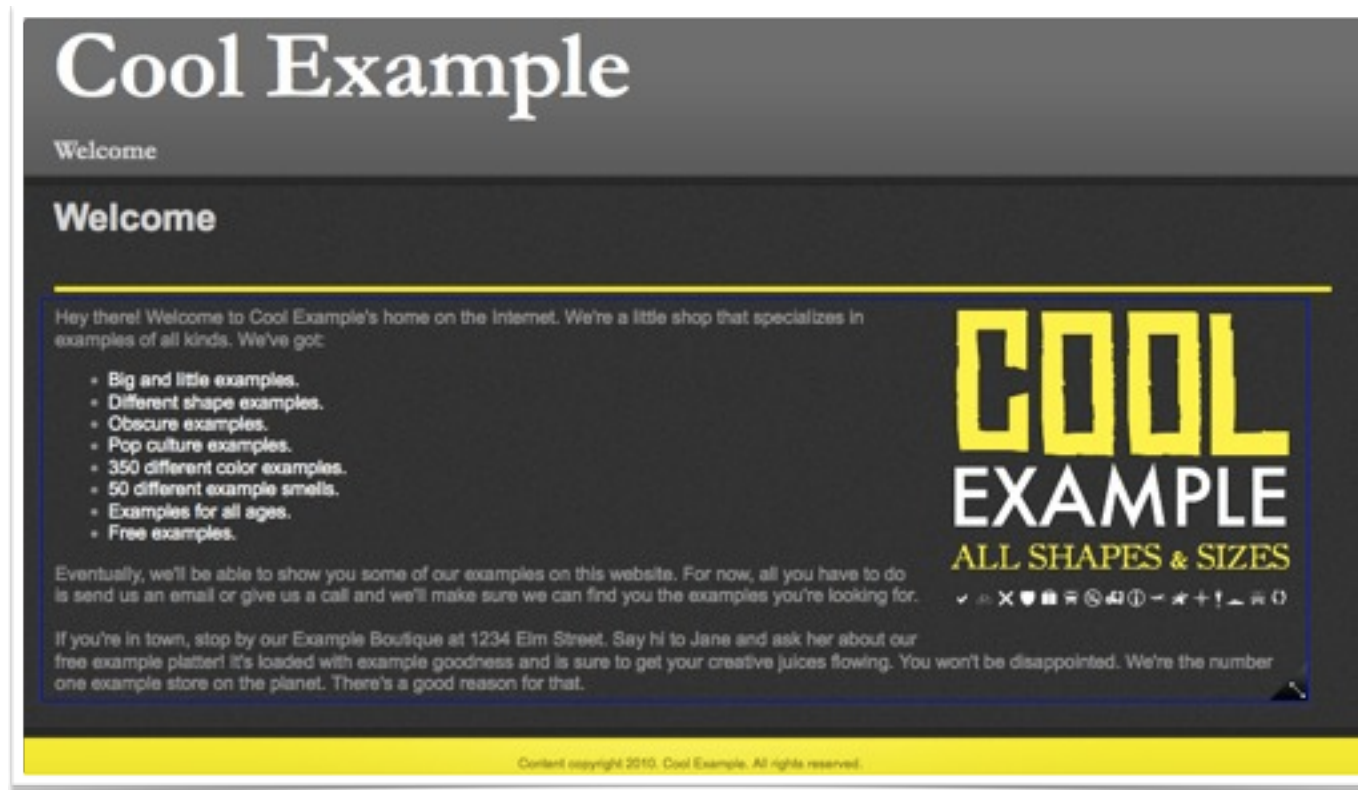 Cool Example
Welcome
Welcome
Hey there! Welcome to Cool Example's home on the Internet. We're a little shop that specializes in
examples of all kinds. We've got:
Big and little examples.
Different shape examples.
Obscure examples.
Pop culture examples.
350 different color examples.
50 different example smells.
Examples for all ages.
Free examples.
COOL
EXAMPLE
ALL SHAPES & SIZES
Eventually, we'll be able to show you some of our examples on this website. For now, all you have to do
is send us an email or give us a call and we'll make sure we can find you the examples you're looking for.
If you're in town, stop by our Example Boutique at 1234 Elm Street. Say hi to Jane and ask her about our
free example platter! It's loaded with example goodness and is sure to get your creative juices flowing. You won't be disappointed. We're the number
one example store on the planet. There's a good reason for that.
Content copyright 2010. Cool Example. All rights reserved.